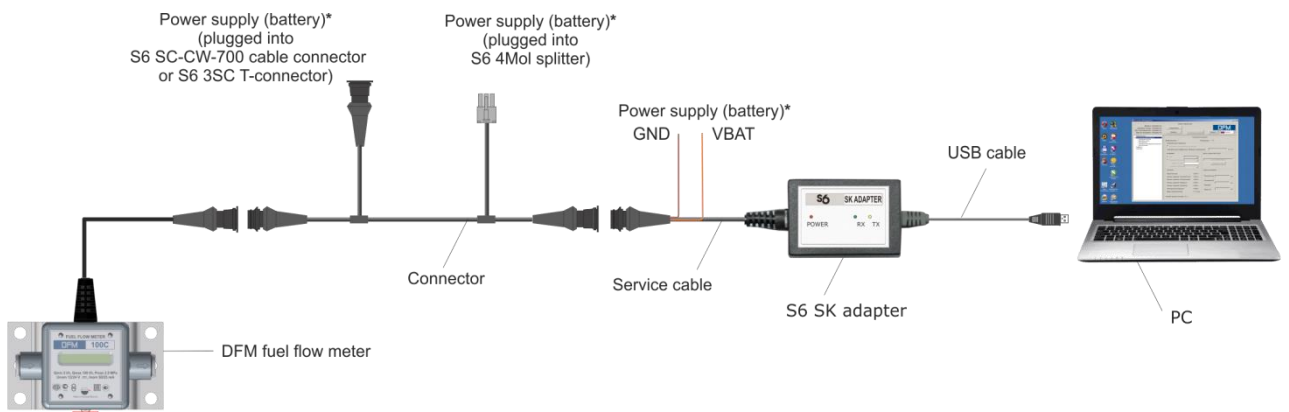 Power supply (battery)*
(plugged into
S6 SC-CW-700 cable connector
or S6 3SC T-connector)
Power supply (battery)*
(plugged into
S6 4Mol splitter)
Power supply (battery)*
GND
VBAT
USB cable
S6
SK ADAPTER
POWER
RX
TX
DFM
Connector
Service cable
S6 SK adapter
PC
FUEL FLOW METER
DFM
100C
DFM fuel flow meter